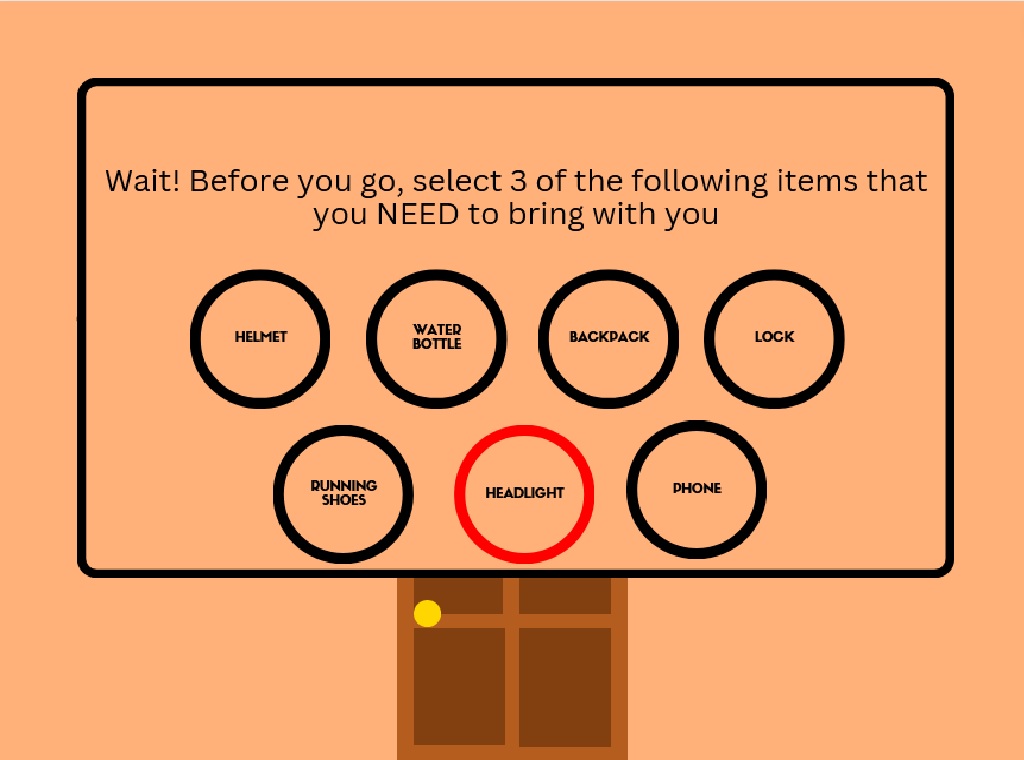 Wait! Before you go, select 3 of the following items that
you NEED to bring with you
HELMET
WATER
BOTTLE
BACKPACK
LOCK
RUNNING
SHOES
HEADLIGHT
PHONE